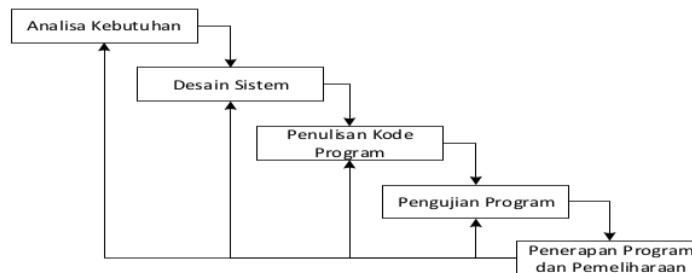 Analisa Kebutuhan
Desain Sistem
Penulisan Kode
Program
Pengujian Program
Penerapan Program
dan Pemeliharaan